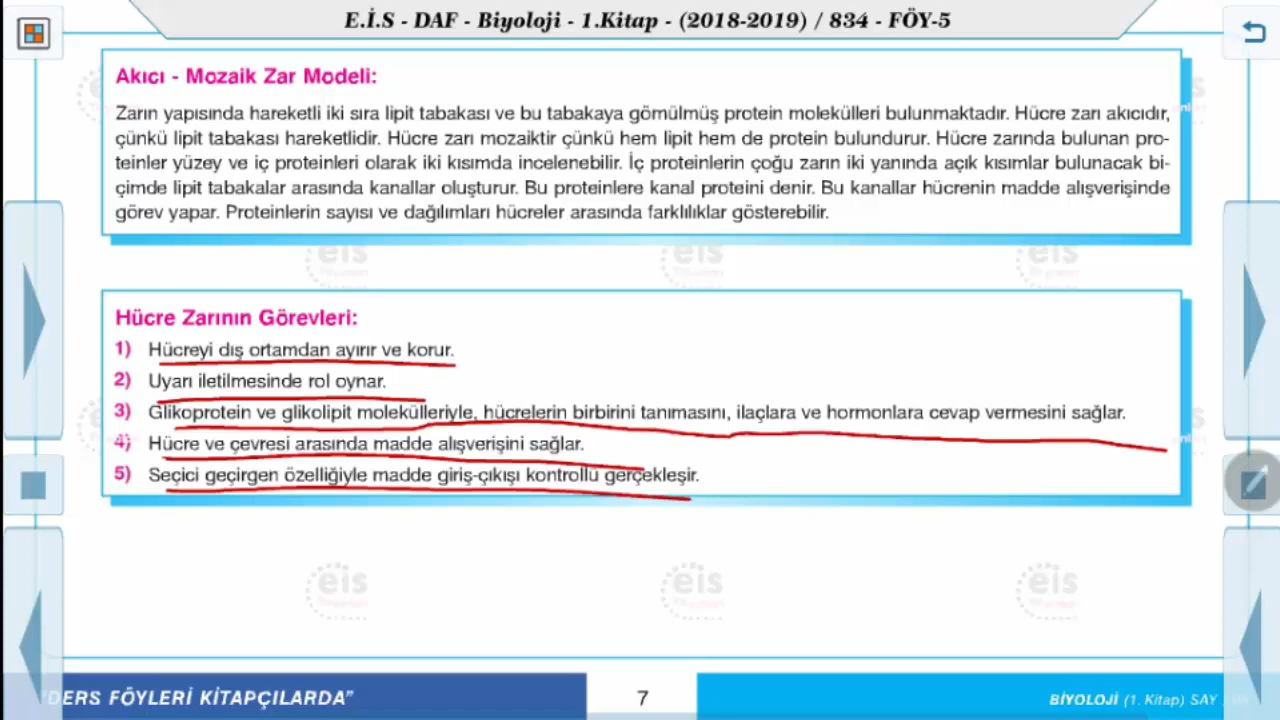 E.İ.S - DAF - Biyoloji - 1.Kitap - (2018-2019) / 834 - FÖY-5
Akıcı - Mozaik Zar Modeli:
Zarın yapısında hareketli iki sıra lipit tabakası ve bu tabakaya gömülmüş protein molekülleri bulunmaktadır. Hücre zarı akıcıdır,
çünkü lipit tabakası hareketlidir. Hücre zarı mozaiktir çünkü hem lipit hem de protein bulundurur. Hücre zarında bulunan pro-
teinler yüzey ve iç proteinleri olarak iki kısımda incelenebilir. İç proteinlerin çoğu zarın iki yanında açık kısımlar bulunacak bi-
çimde lipit tabakalar arasında kanallar oluşturur. Bu proteinlere kanal proteini denir. Bu kanallar hücrenin madde alışverişinde
görev yapar. Proteinlerin sayısı ve dağılımları hücreler arasında farklılıklar gösterebilir.
eis eis eis
Hücre Zarının Görevleri:
1) Hücreyi dış ortamdan ayırır ve korur.
2) Uyarı iletilmesinde rol oynar.
3) Glikoprotein ve glikolipit molekülleriyle, hücrelerin birbirini tanımasını, ilaçlara ve hormonlara cevap vermesini sağlar.
4) Hücre ve çevresi arasında madde alışverişini sağlar.
5) Seçici geçirgen özelliğiyle madde giriş-çıkışı kontrollü gerçekleşir.
eis eis eis
"DERS FÖYLERİ KİTAPÇILARDA" 7 BİYOLOJİ (1. Kitap) SAY